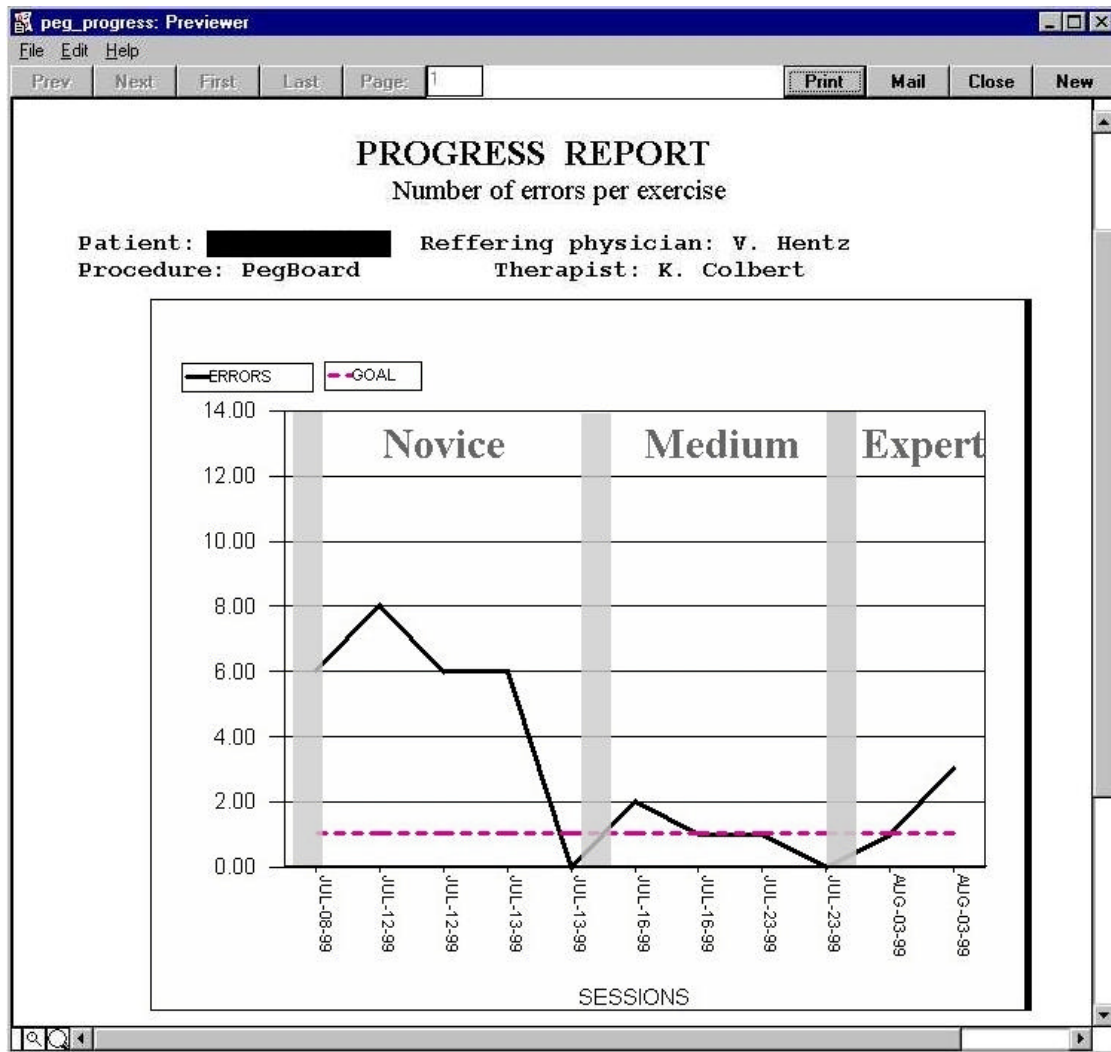 peg_progress: Previewer
File Edit Help
Prev Next First Last Page: 1 Print Mail Close New
PROGRESS REPORT
Number of errors per exercise
Patient: Reffering physician: V. Hentz
Procedure: PegBoard Therapist: K. Colbert
ERRORS GOAL
Novice Medium Expert
14.00
12.00
10.00
8.00
6.00
4.00
2.00
0.00
JUL-08-99 JUL-12-99 JUL-12-99 JUL-13-99 JUL-13-99 JUL-16-99 JUL-16-99 JUL-23-99 JUL-23-99 AUG-03-99 AUG-03-99
SESSIONS